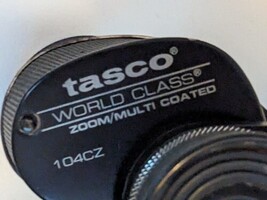 tasco®
WORLD CLASS®
ZOOM/MULTI COATED
104CZ